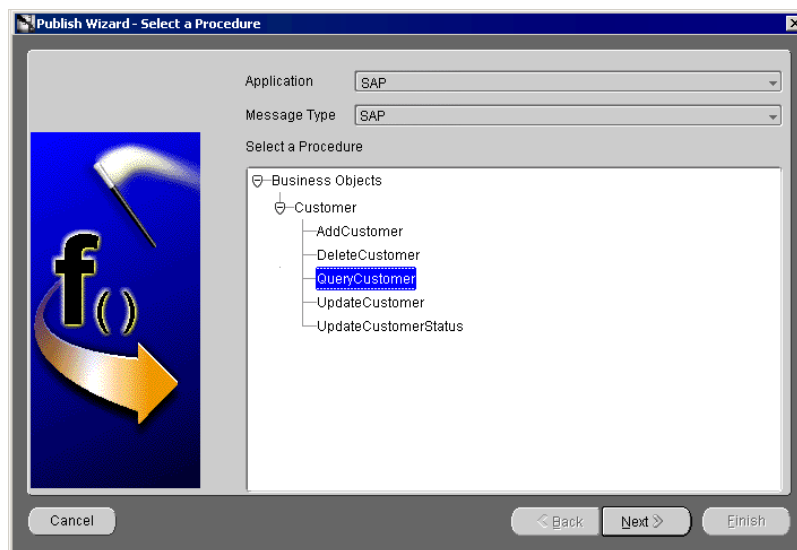 Publish Wizard - Select a Procedure
Application SAP
Message Type SAP
Select a Procedure
Business Objects
Customer
AddCustomer
DeleteCustomer
QueryCustomer
UpdateCustomer
UpdateCustomerStatus
f()
Cancel Back Next Finish